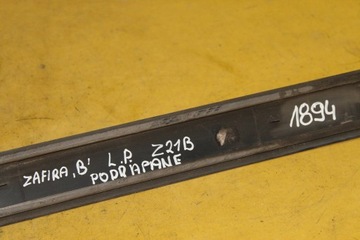 ZAFIRA ,B' L.P Z21B
PODRAPANE
1894